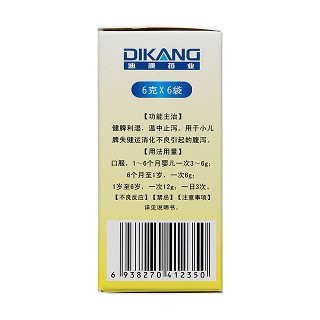 DIKANG
迪康药业
6克X6袋
【功能主治】
健脾利湿，温中止泻，用于小儿
脾失健运消化不良引起的腹泻。
【用法用量】
口服，1～6个月婴儿一次3～6g；
6个月至1岁，一次6g；
1岁至6岁，一次12g，一日3次。
【不良反应】【禁忌】【注意事项】
详见说明书。
6 938270 412350